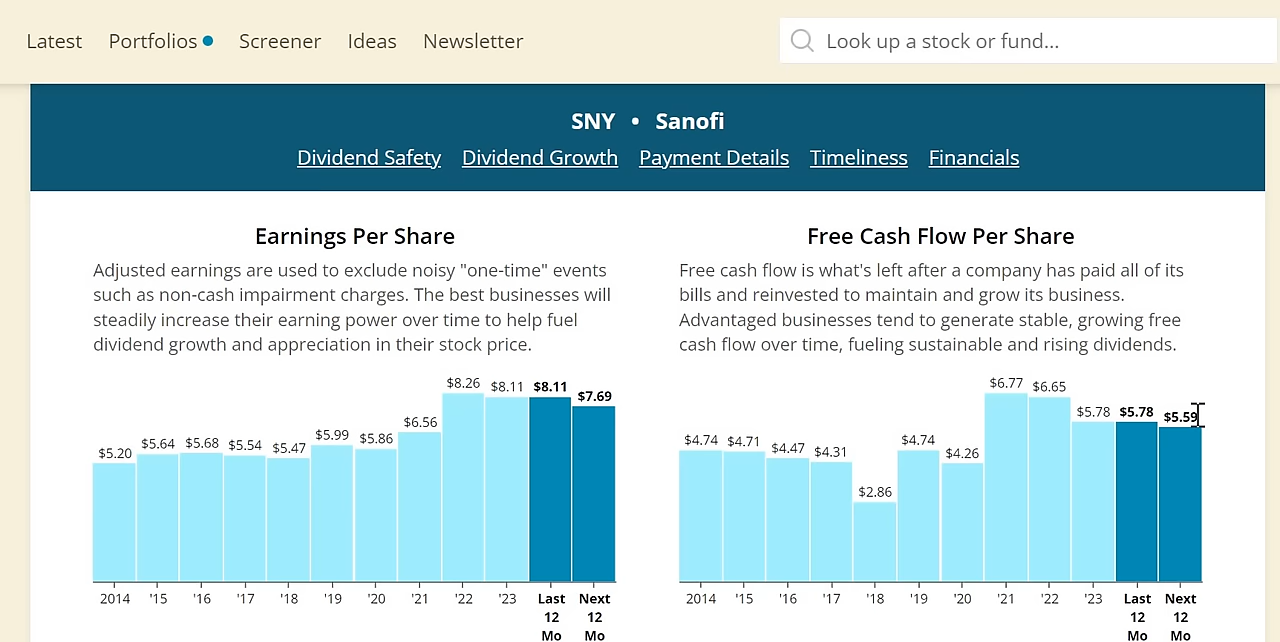 Latest Portfolios Screener Ideas Newsletter Look up a stock or fund...
SNY • Sanofi
Dividend Safety Dividend Growth Payment Details Timeliness Financials
Earnings Per Share
Adjusted earnings are used to exclude noisy "one-time" events
such as non-cash impairment charges. The best businesses will
steadily increase their earning power over time to help fuel
dividend growth and appreciation in their stock price.
$5.20 $5.64 $5.68 $5.54 $5.47 $5.99 $5.86 $6.56 $8.26 $8.11 $8.11 $7.69
2014 '15 '16 '17 '18 '19 '20 '21 '22 '23 Last Next
12 12
Mo Mo
Free Cash Flow Per Share
Free cash flow is what's left after a company has paid all of its
bills and reinvested to maintain and grow its business.
Advantaged businesses tend to generate stable, growing free
cash flow over time, fueling sustainable and rising dividends.
$4.74 $4.71 $4.47 $4.31 $2.86 $4.74 $4.26 $6.77 $6.65 $5.78 $5.78 $5.59
2014 '15 '16 '17 '18 '19 '20 '21 '22 '23 Last Next
12 12
Mo Mo